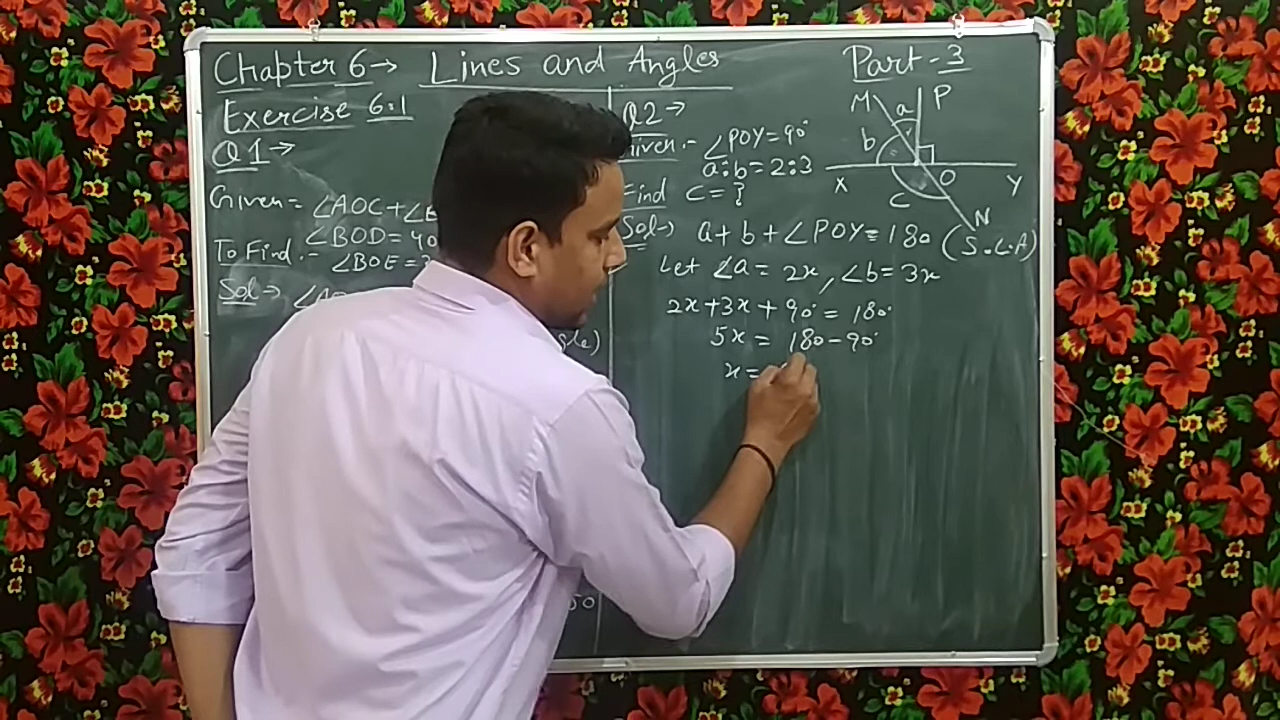 Chapter 6→ Lines and Angles
Part - 3
Exercise 6.1
Q1→
Given - ∠AOC+∠
∠BOD = 40
To Find :- ∠BOE = ?
Sol→
gle)
50
Q2→
Given :- ∠POY=90°
a:b=2:3
Find c = ?
Sol→ a+b+∠POY=180 (S.L.A)
Let ∠a = 2x, ∠b = 3x
2x+3x+90° = 180°
5x = 180-90°
x =
M a P
b
X C O Y
N